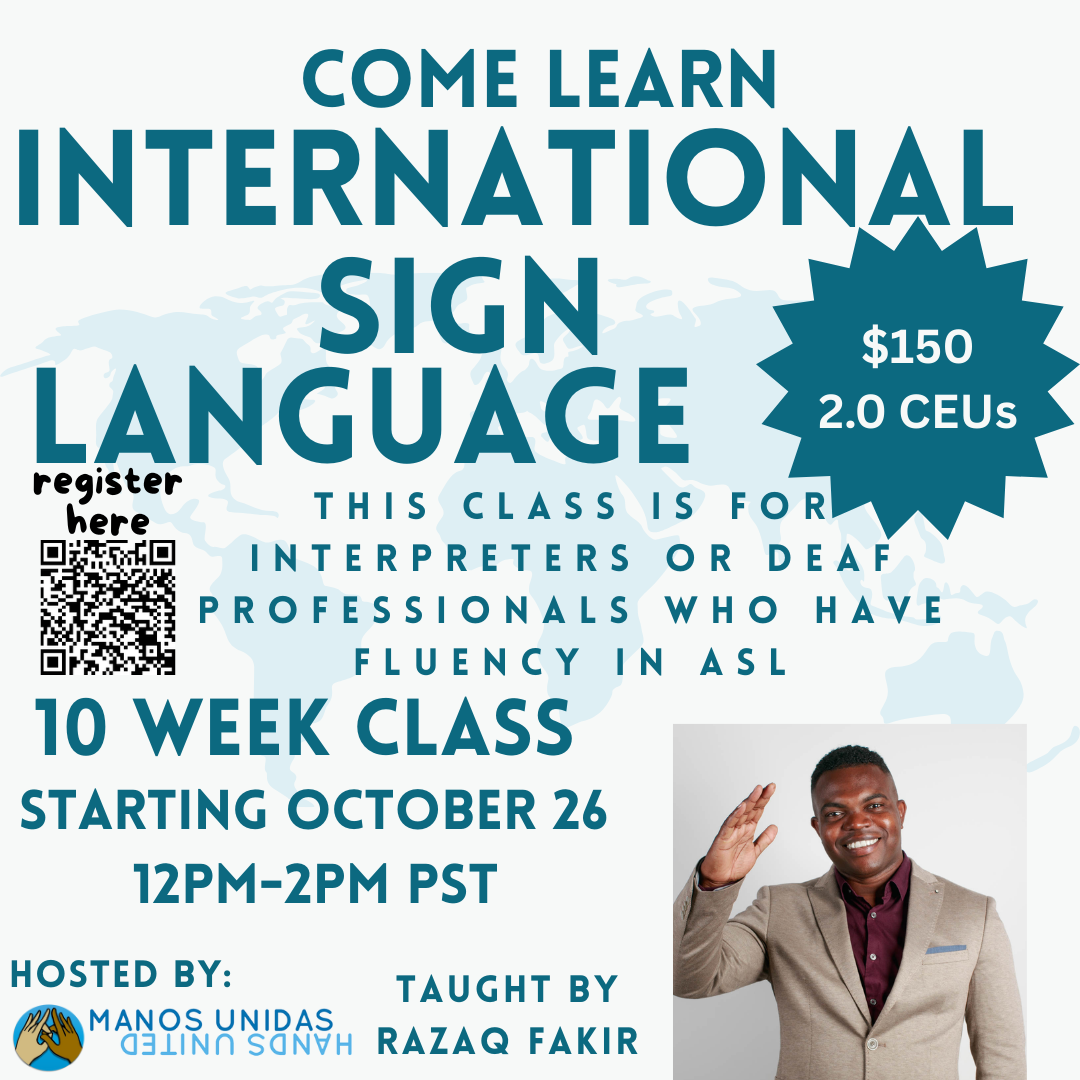 COME LEARN
INTERNATIONAL
SIGN
LANGUAGE
$150
2.0 CEUs
register
here
THIS CLASS IS FOR
INTERPRETERS OR DEAF
PROFESSIONALS WHO HAVE
FLUENCY IN ASL
10 WEEK CLASS
STARTING OCTOBER 26
12PM-2PM PST
HOSTED BY:
MANOS UNIDAS
HANDS UNITED
TAUGHT BY
RAZAQ FAKIR